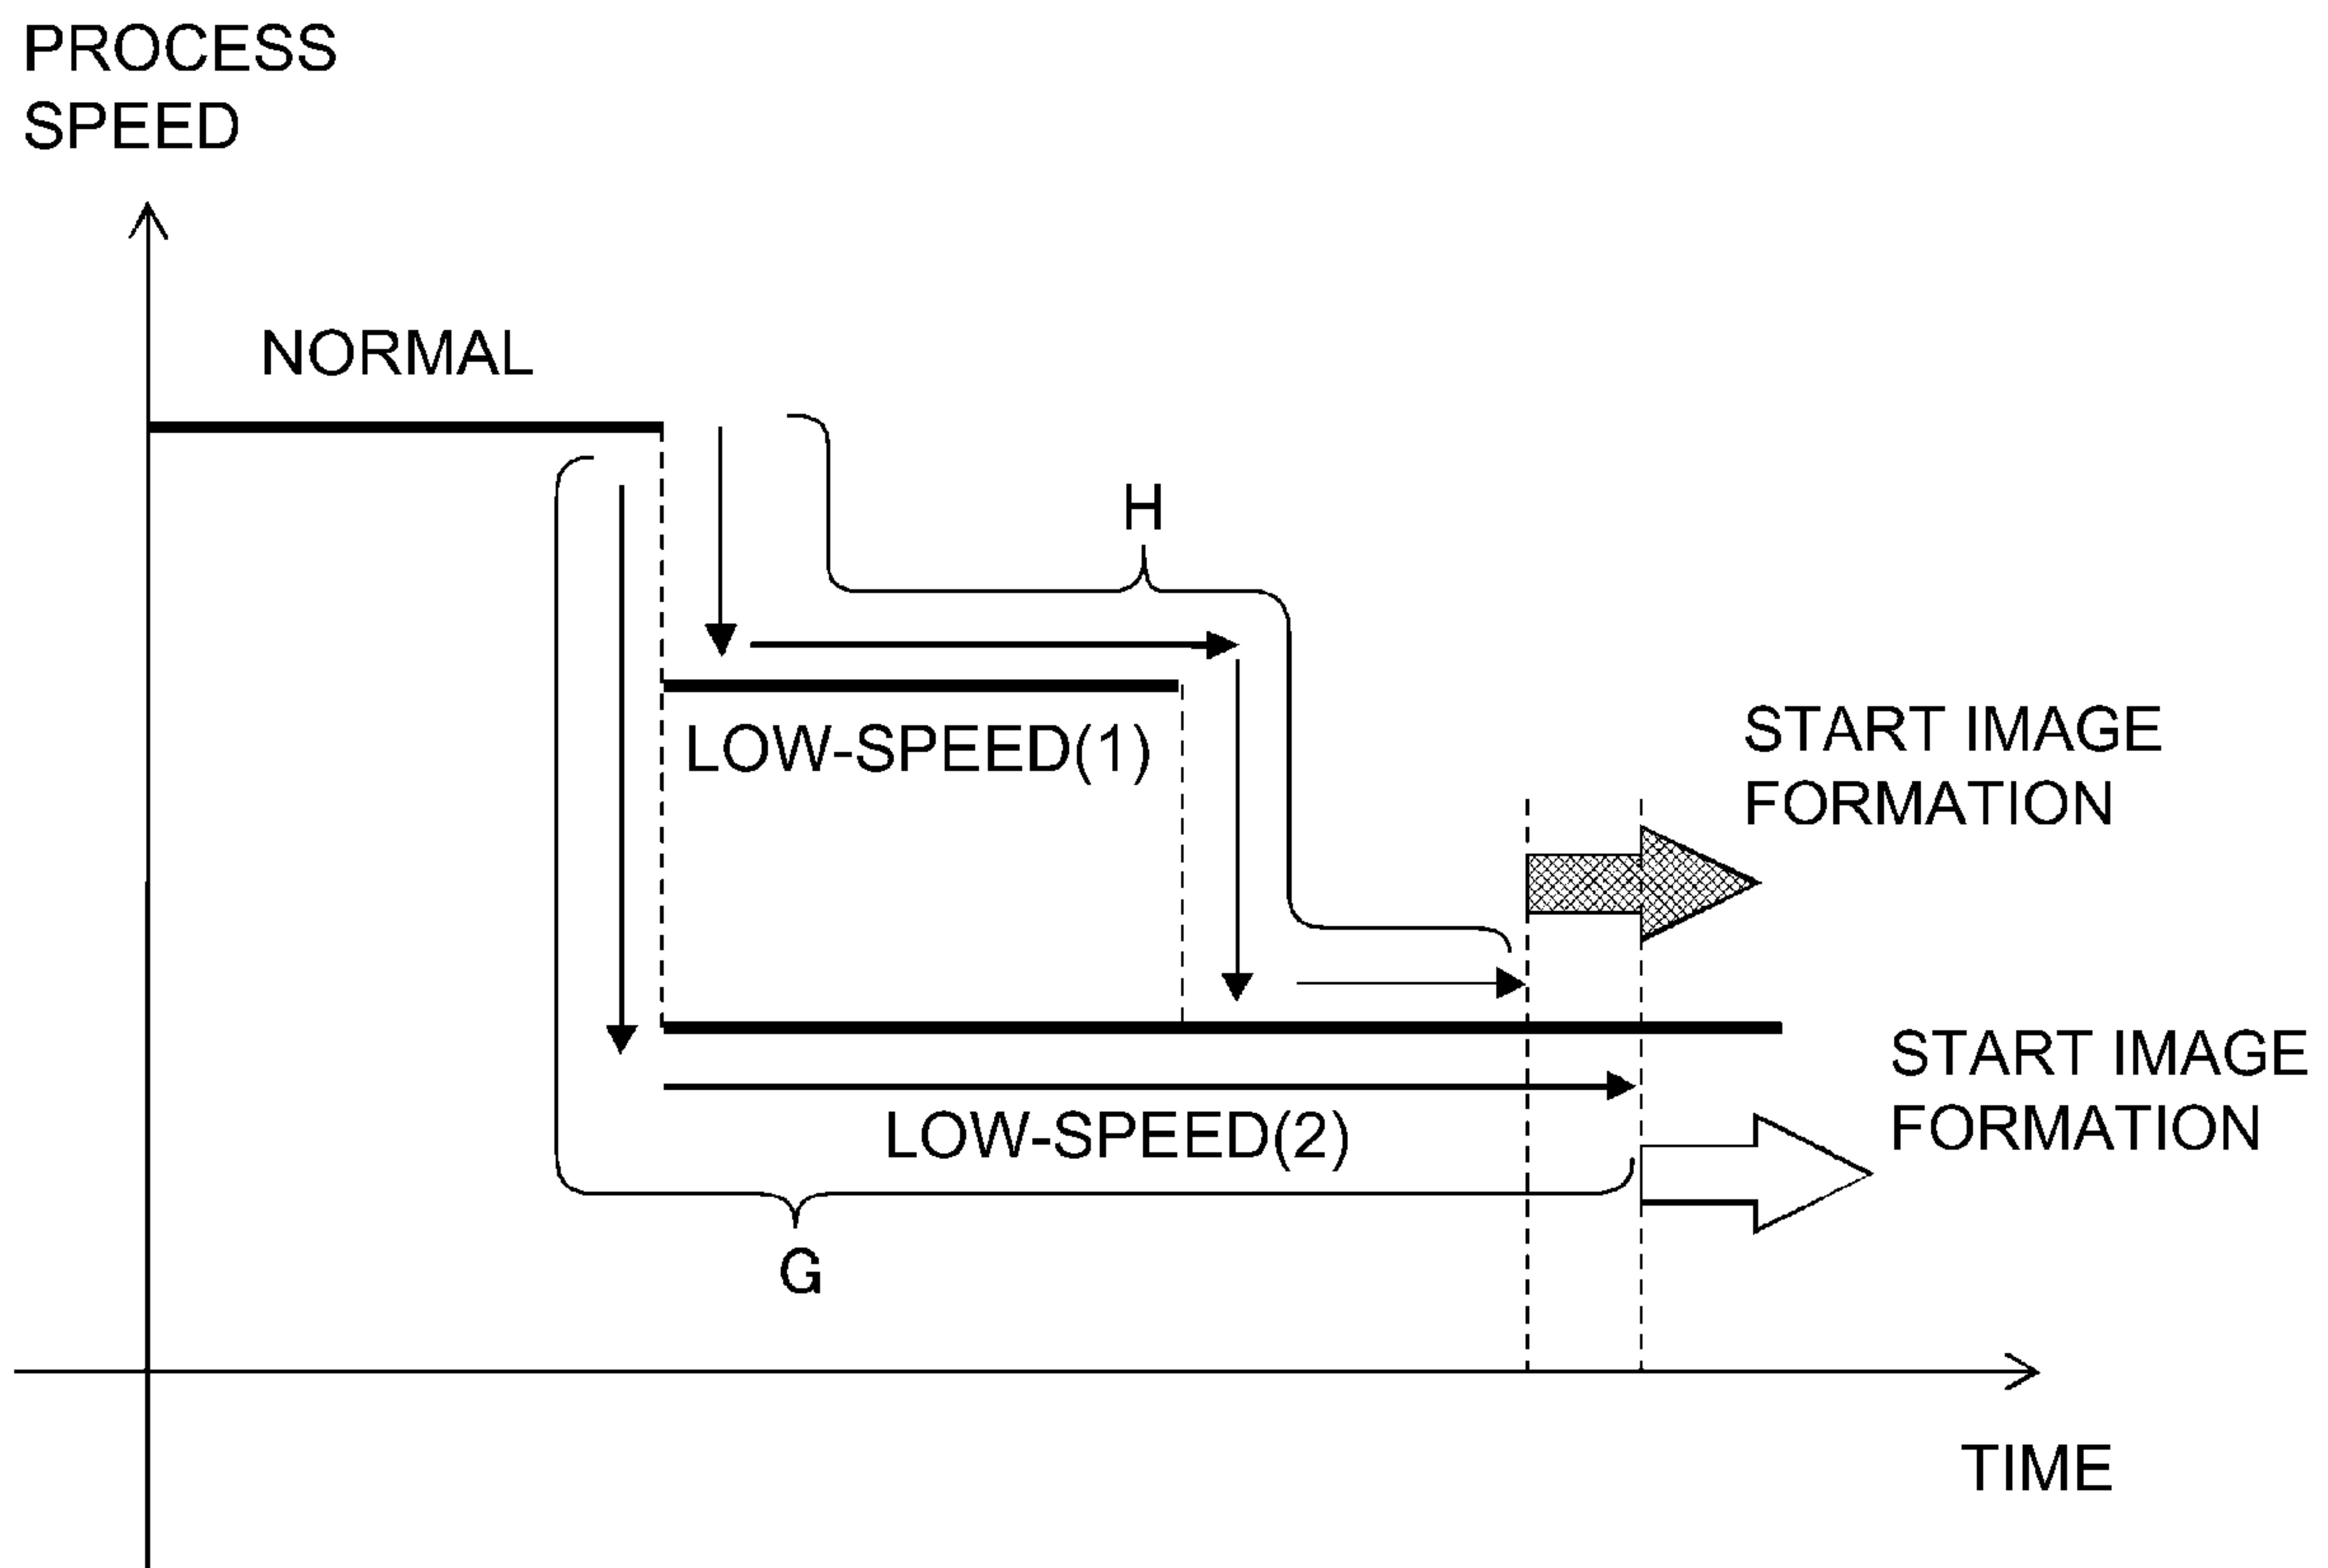 PROCESS
SPEED
NORMAL
H
LOW-SPEED(1)
START IMAGE
FORMATION
START IMAGE
FORMATION
LOW-SPEED(2)
G
TIME